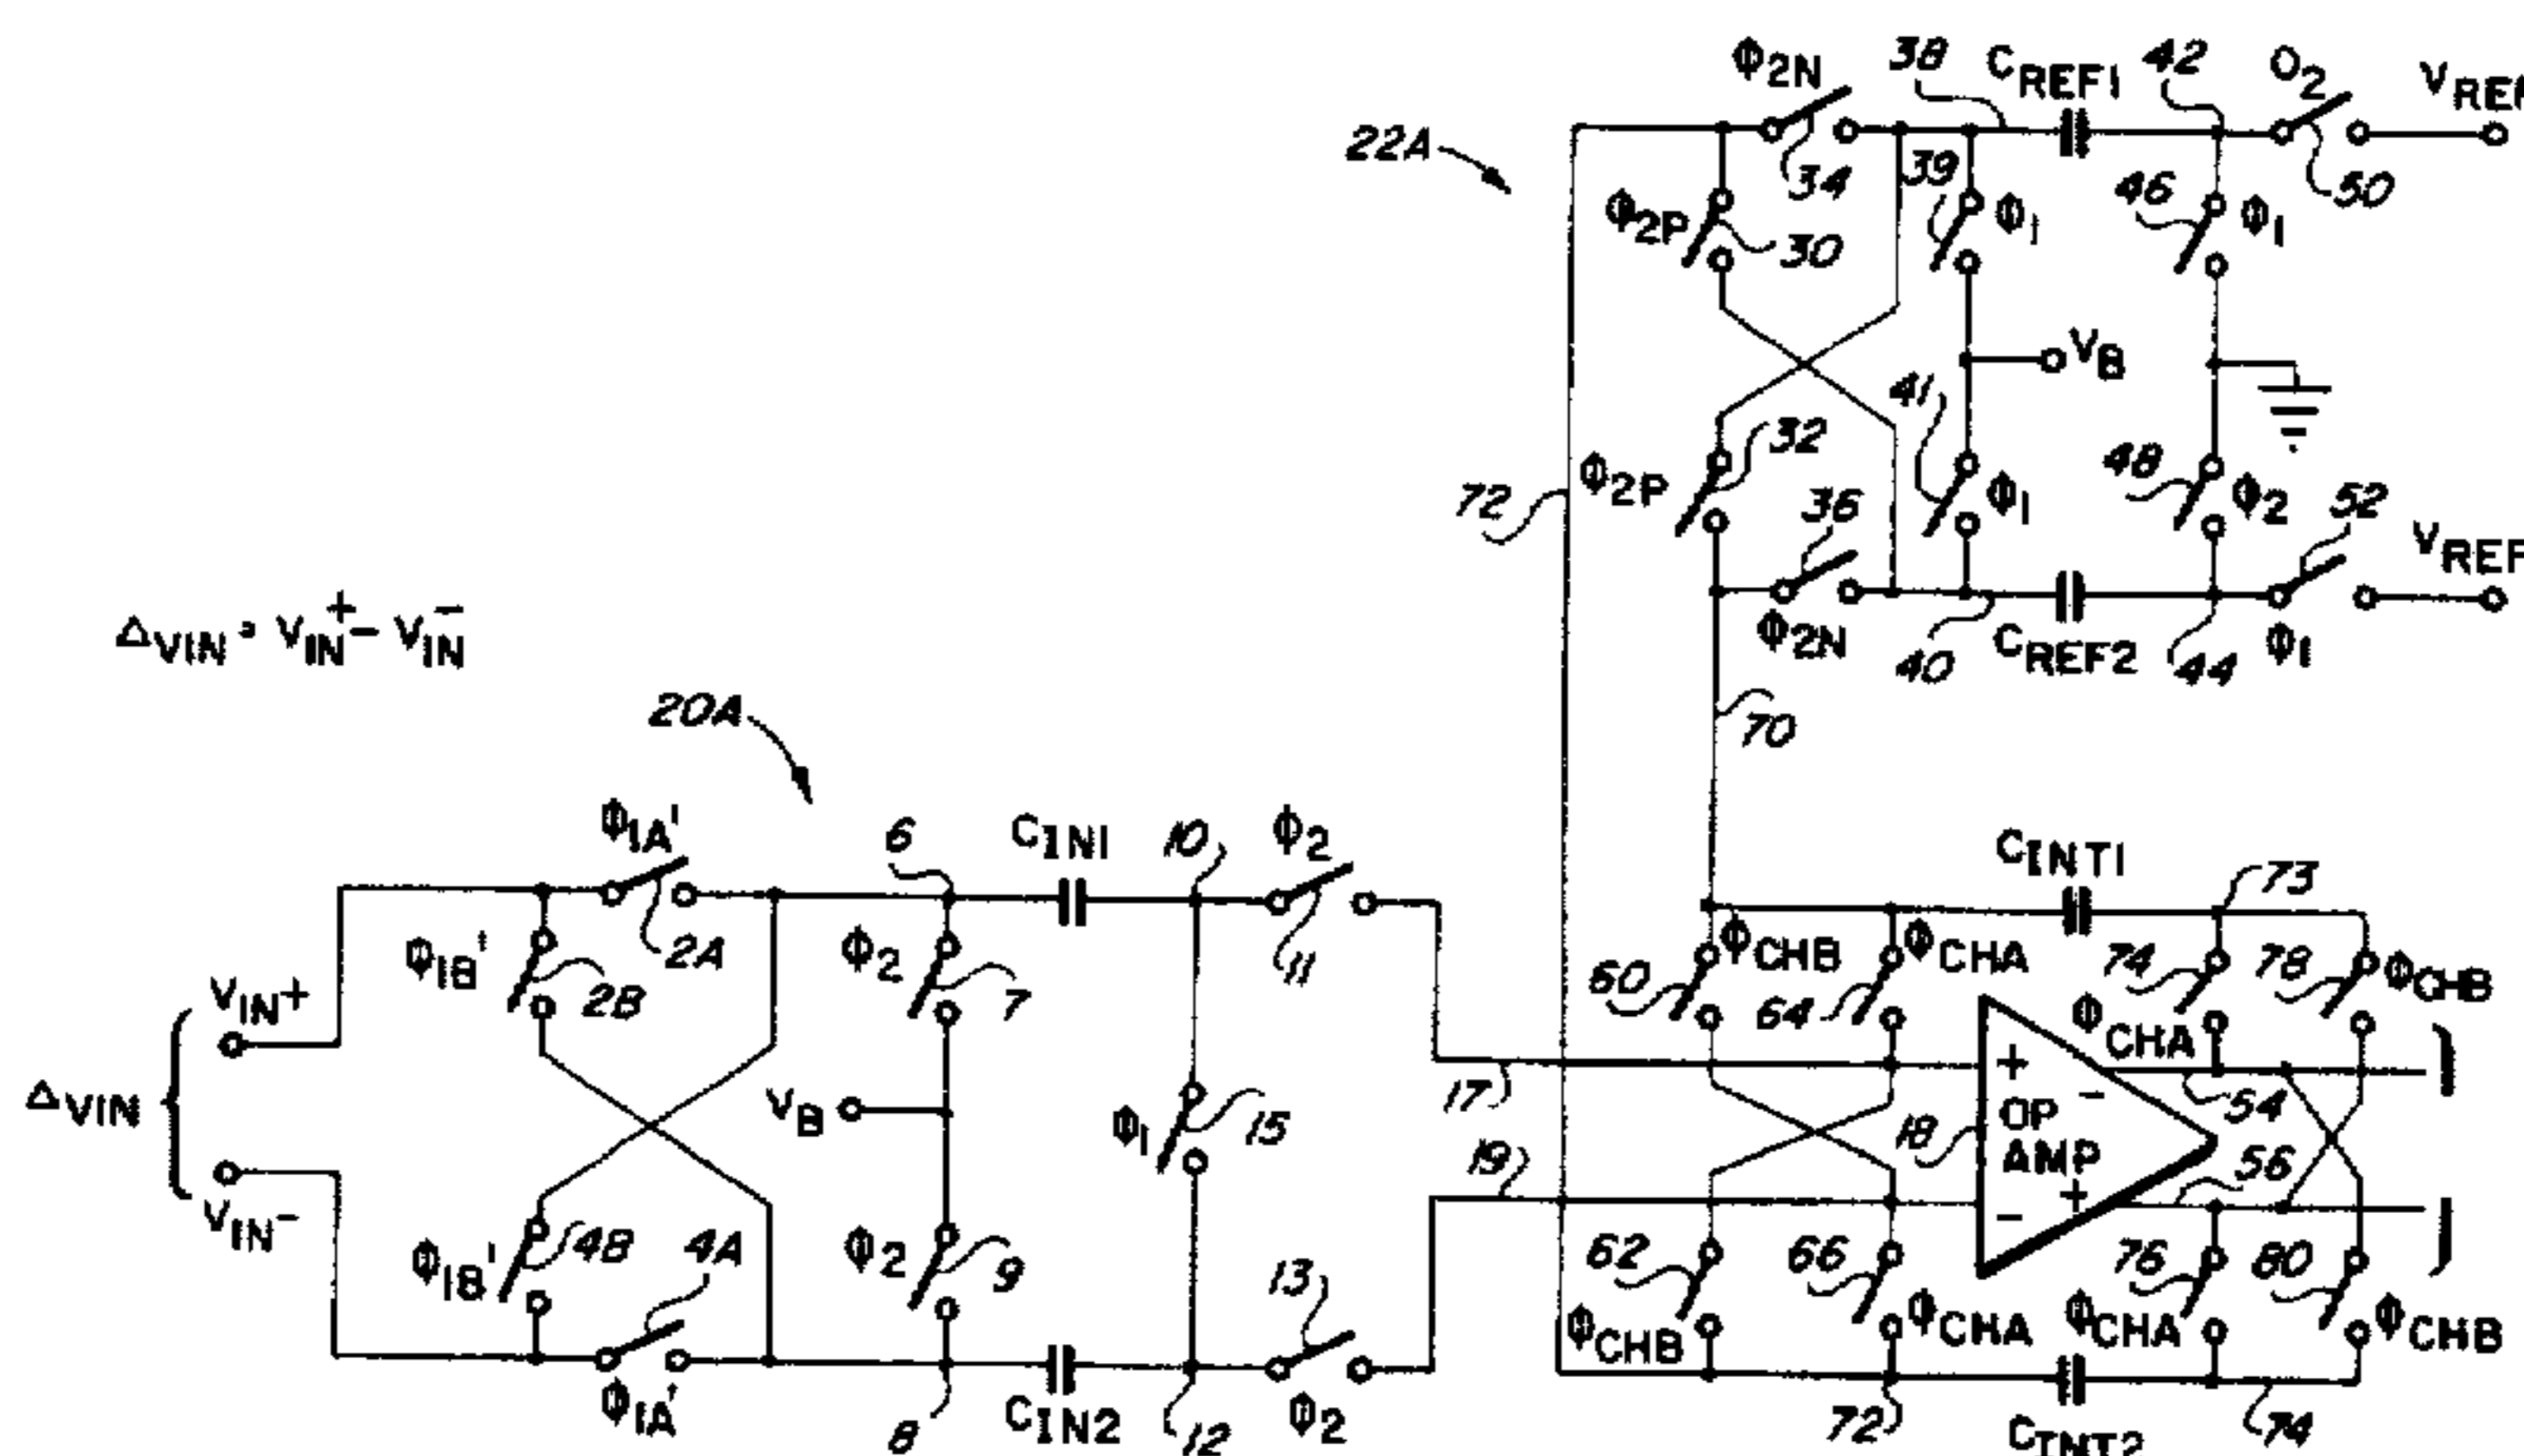 Φ2N 38 CREF1 42 O2 VREF
22A 34 39 Φ1 46 Φ1 50
Φ2P 30
VB
41
Φ2P 32 Φ1 48 Φ2 52
72 36 VREF
Φ2N 40 CREF2 44 Φ1
ΔVIN = VIN+ - VIN-
20A 70
Φ1A' 6 CIN1 10 Φ2 CINT1 73
Φ1B' 2B 2A Φ2 7 11 60 ΦCHB ΦCHA 64 74 78 ΦCHB
VIN+ ΦCHA
ΔVIN VB Φ1 15 17 + - 54
18 OP AMP
VIN- 19 - + 56
Φ1B' 4B 4A Φ2 9 13 62 66 76 80
ΦCHB ΦCHA ΦCHA ΦCHB
Φ1A' 8 CIN2 12 Φ2 72 CINT2 74